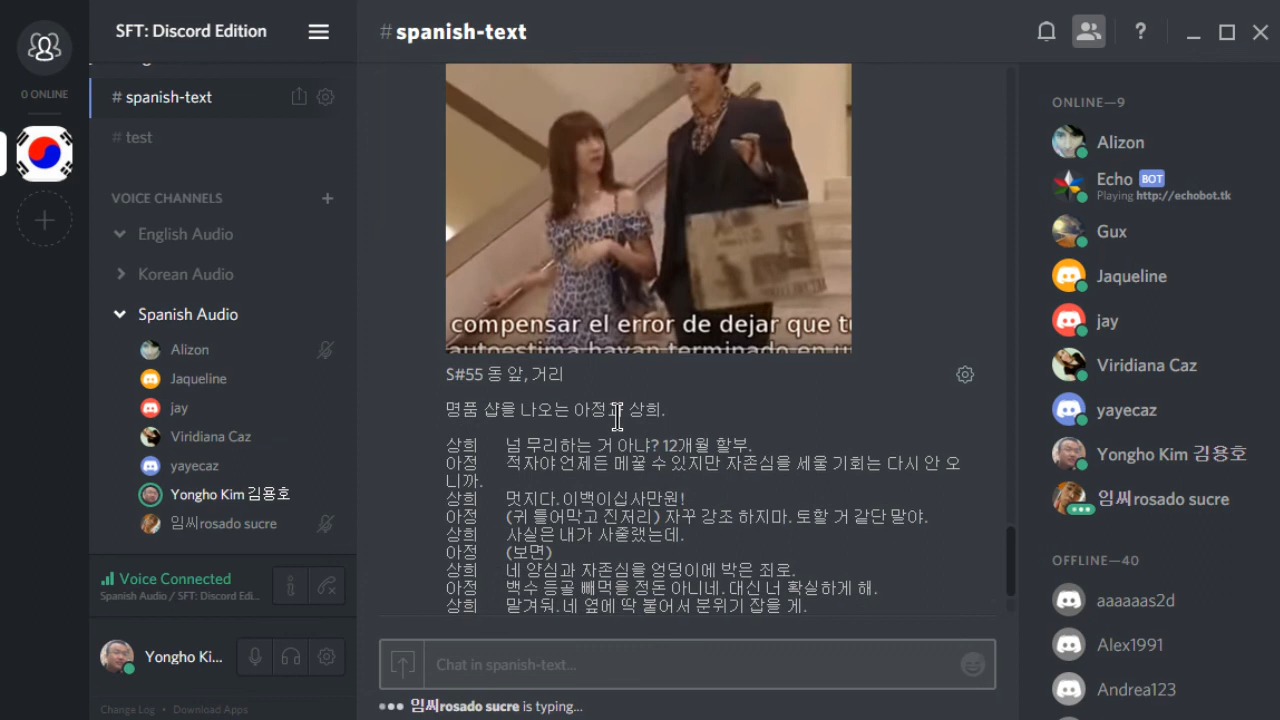 SFT: Discord Edition
# spanish-text
0 ONLINE
# spanish-text
# test
VOICE CHANNELS
English Audio
Korean Audio
Spanish Audio
Alizon
Jaqueline
jay
Viridiana Caz
yayecaz
Yongho Kim 김용호
임씨rosado sucre
Voice Connected
Spanish Audio / SFT: Discord Edi...
Yongho Ki...
Change Log • Download Apps
compensar el error de dejar que tu
autoestima hayan terminado en u
S#55 동 앞, 거리
명품 샵을 나오는 아정과 상희.
상희 넘 무리하는 거 아냐? 12개월 할부.
아정 적자야 언제든 메꿀 수 있지만 자존심을 세울 기회는 다시 안 오
니까.
상희 멋지다. 이백이십사만원!
아정 (귀 틀어막고 진저리) 자꾸 강조 하지마. 토할 거 같단 말야.
상희 사실은 내가 사줄랬는데.
아정 (보면)
상희 네 양심과 자존심을 엉덩이에 박은 죄로.
아정 백수 등골 빼먹을 정돈 아니네. 대신 너 확실하게 해.
상희 맡겨둬. 네 옆에 딱 붙어서 분위기 잡을 게.
Chat in spanish-text...
임씨rosado sucre is typing...
ONLINE—9
Alizon
Echo BOT
Playing http://echobot.tk
Gux
Jaqueline
jay
Viridiana Caz
yayecaz
Yongho Kim 김용호
임씨rosado sucre
OFFLINE—40
aaaaaas2d
Alex1991
Andrea123